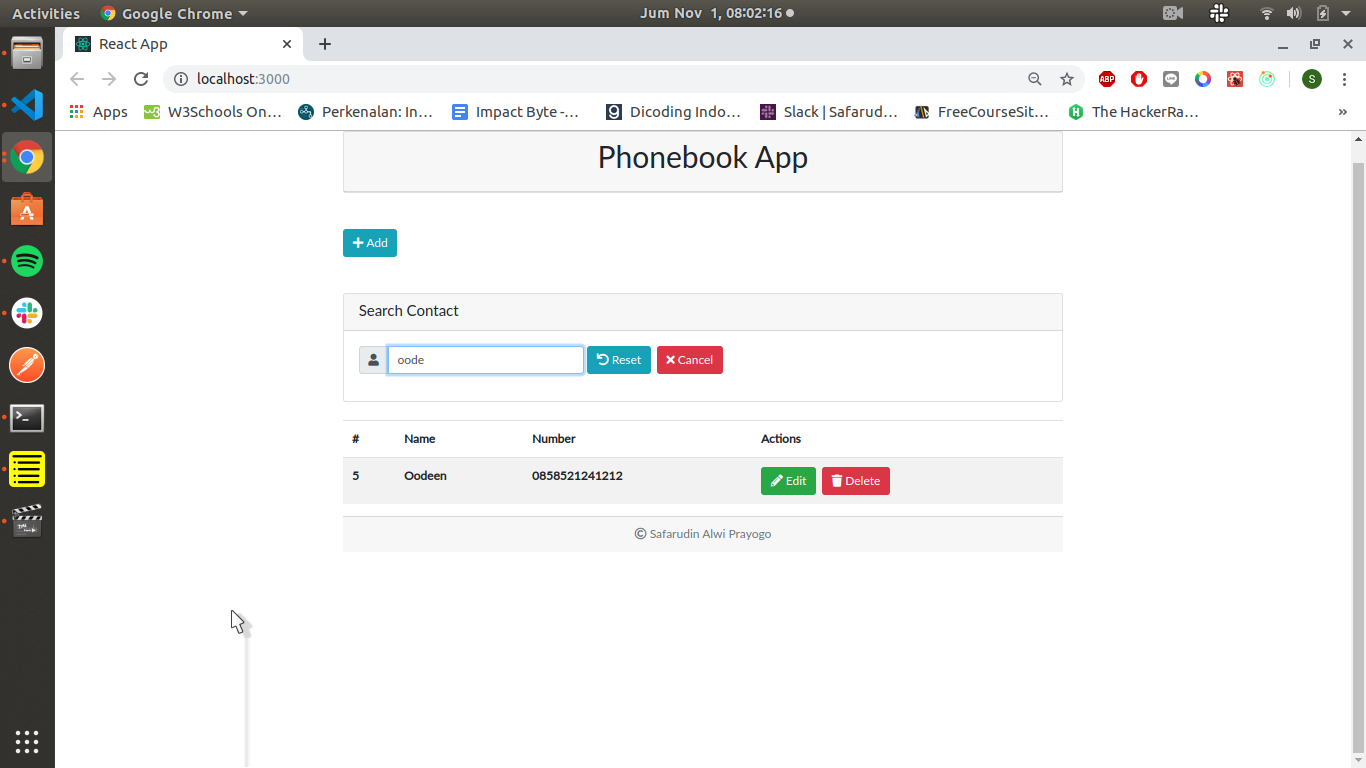 Activities Google Chrome Jum Nov 1, 08:02:16
React App
localhost:3000 ABP S
Apps W3Schools On... Perkenalan: In... Impact Byte -... Dicoding Indo... Slack | Safarud... FreeCourseSit... The HackerRa... »
Phonebook App
Add
Search Contact
oode Reset Cancel
# Name Number Actions
5 Oodeen 0858521241212 Edit Delete
© Safarudin Alwi Prayogo